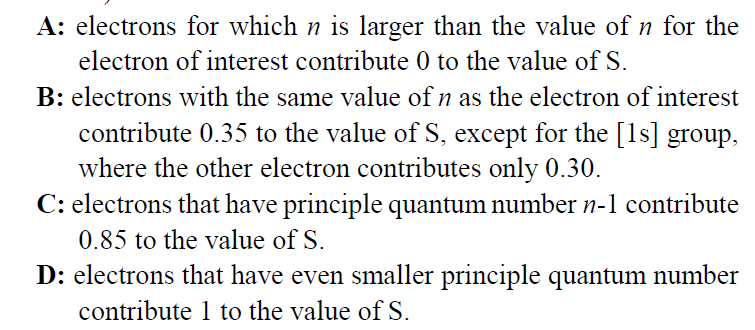 A: electrons for which n is larger than the value of n for the
electron of interest contribute 0 to the value of S.
B: electrons with the same value of n as the electron of interest
contribute 0.35 to the value of S, except for the [1s] group,
where the other electron contributes only 0.30.
C: electrons that have principle quantum number n-1 contribute
0.85 to the value of S.
D: electrons that have even smaller principle quantum number
contribute 1 to the value of S.